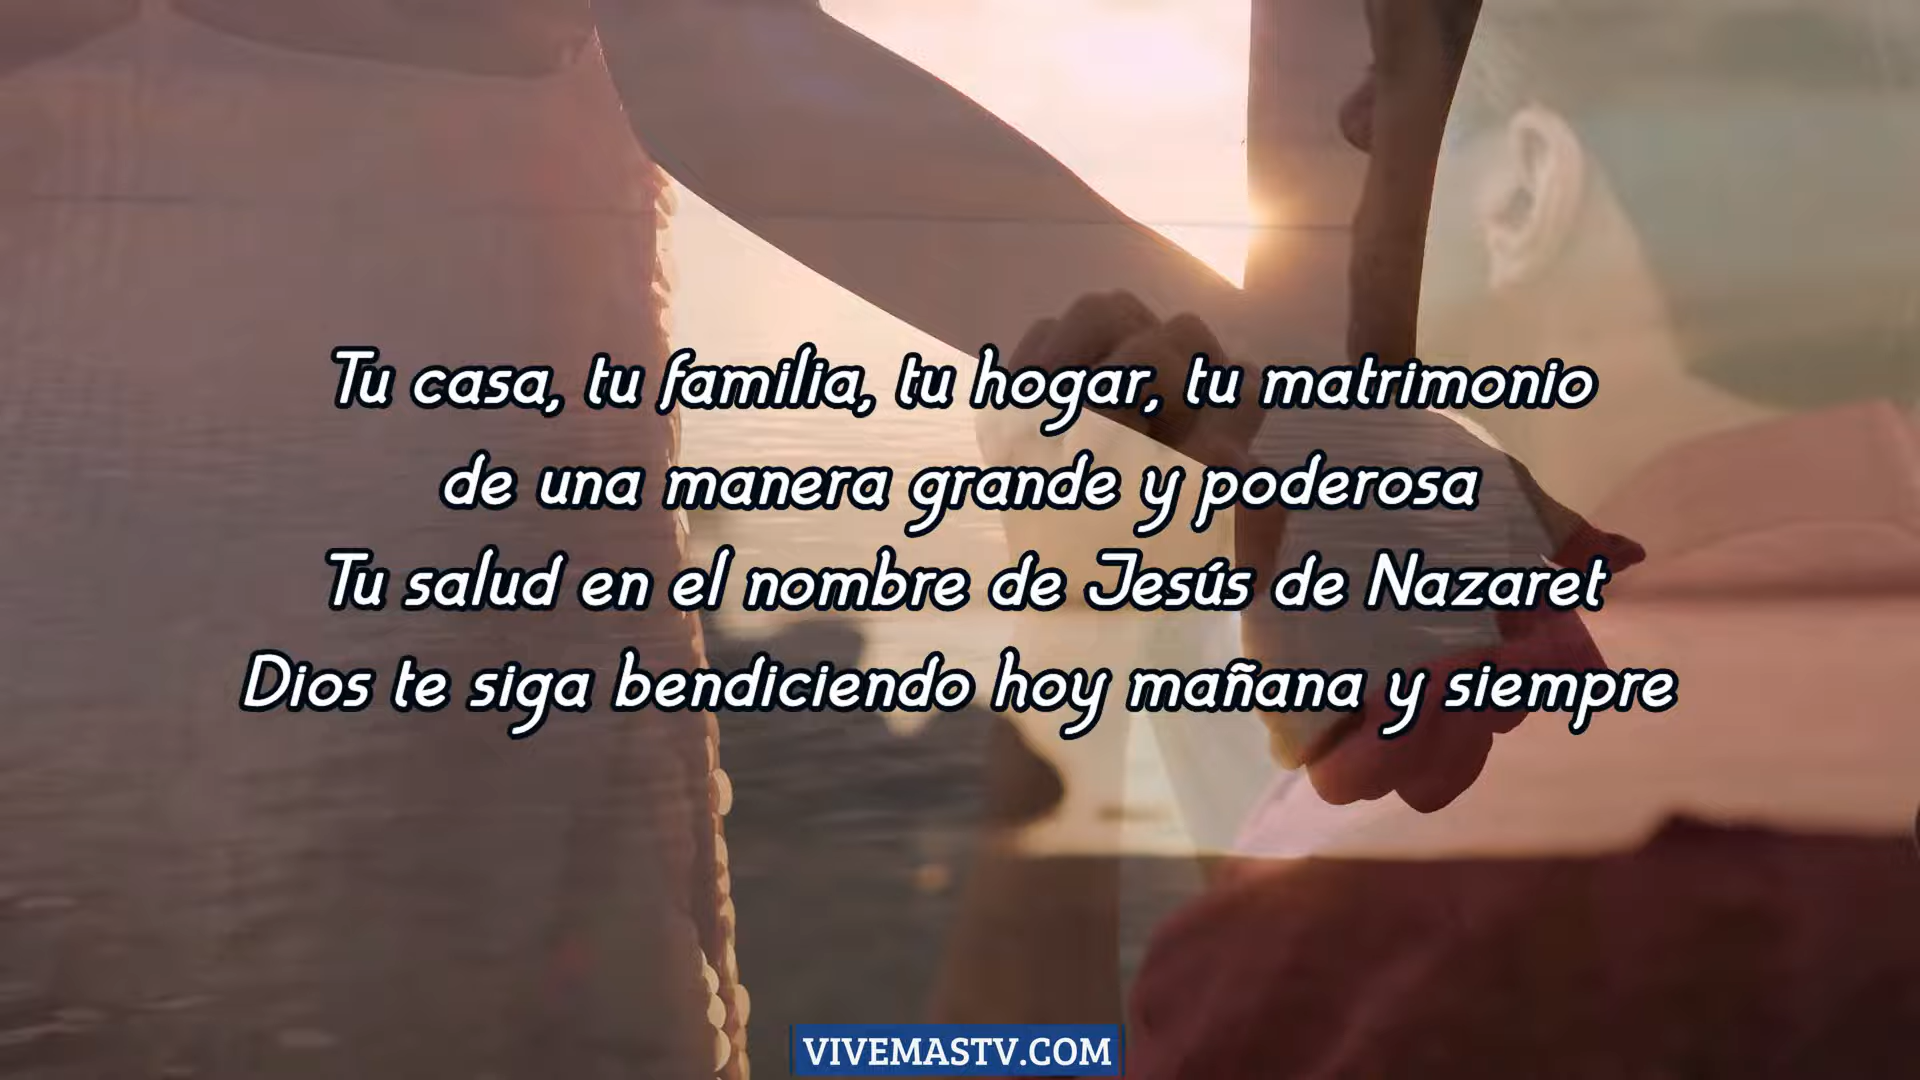 Tu casa, tu familia, tu hogar, tu matrimonio
de una manera grande y poderosa
Tu salud en el nombre de Jesús de Nazaret
Dios te siga bendiciendo hoy mañana y siempre
VIVEMASTV.COM